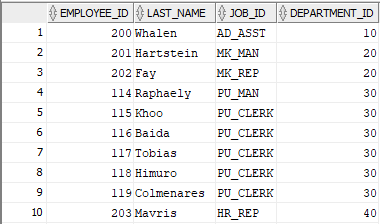 EMPLOYEE_ID LAST_NAME JOB_ID DEPARTMENT_ID
1 200 Whalen AD_ASST 10
2 201 Hartstein MK_MAN 20
3 202 Fay MK_REP 20
4 114 Raphaely PU_MAN 30
5 115 Khoo PU_CLERK 30
6 116 Baida PU_CLERK 30
7 117 Tobias PU_CLERK 30
8 118 Himuro PU_CLERK 30
9 119 Colmenares PU_CLERK 30
10 203 Mavris HR_REP 40